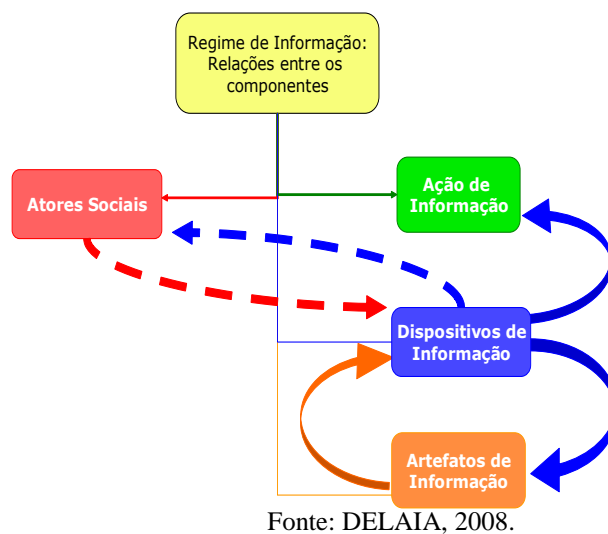 Regime de Informação:
Relações entre os
componentes
Atores Sociais
Ação de
Informação
Dispositivos de
Informação
Artefatos de
Informação
Fonte: DELAIA, 2008.